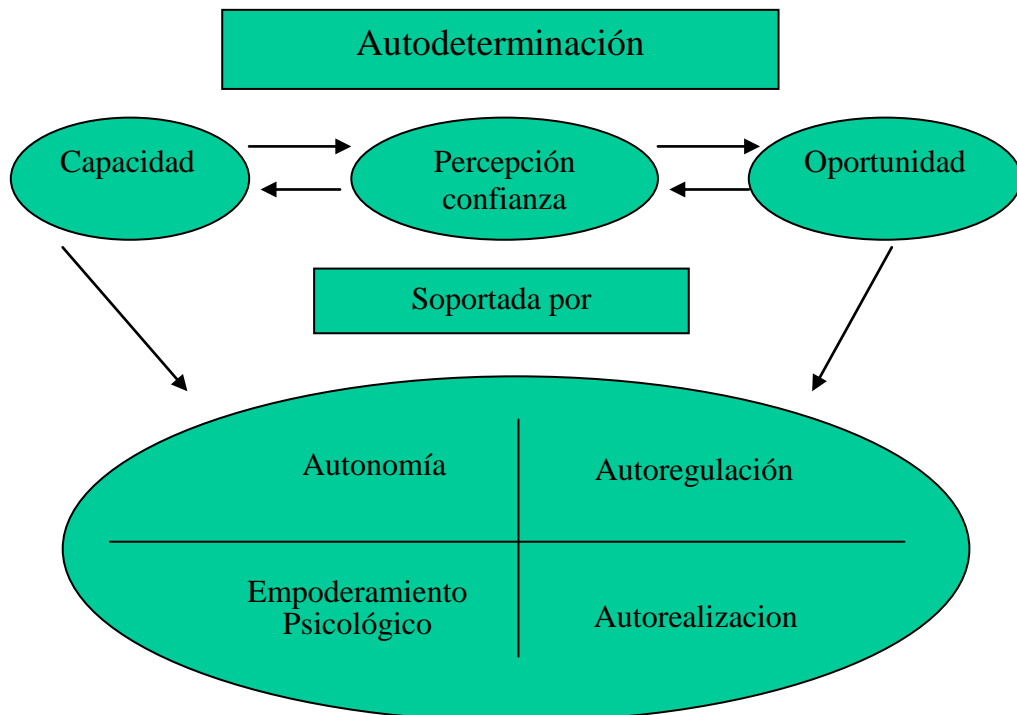 Autodeterminación
Capacidad
Percepción
confianza
Oportunidad
Soportada por
Autonomía
Autoregulación
Empoderamiento
Psicológico
Autorealizacion